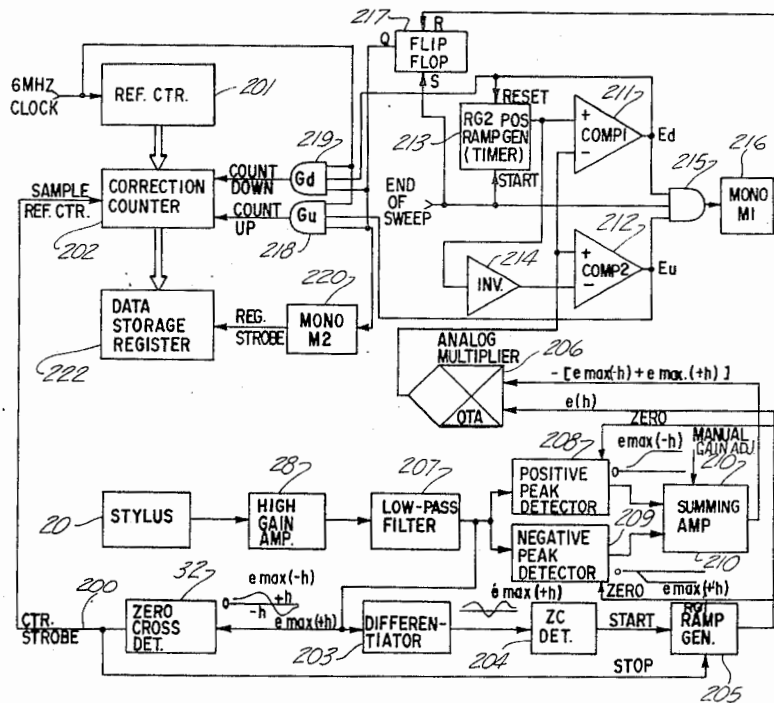 217
R
Q
FLIP
FLOP
S
6MHZ
CLOCK
REF. CTR.
201
219
213
RG2 POS
RAMP GEN
(TIMER)
RESET
START
211
+
COMP1
-
Ed
215
216
MONO
M1
SAMPLE
REF. CTR.
CORRECTION
COUNTER
202
COUNT
DOWN
Gd
COUNT
UP
Gu
218
END
OF
SWEEP
214
INV.
212
+
COMP2
-
Eu
220
DATA
STORAGE
REGISTER
222
REG.
STROBE
MONO
M2
ANALOG
MULTIPLIER
206
OTA
- [e max(-h) + e max.(+h) ]
e(h)
ZERO
208
e max(-h)
MANUAL
GAIN ADJ.
210
28
207
20
STYLUS
HIGH
GAIN
AMP.
LOW-PASS
FILTER
POSITIVE
PEAK
DETECTOR
209
NEGATIVE
PEAK
DETECTOR
SUMMING
AMP
210
ZERO
e max(+h)
200
CTR.
STROBE
32
ZERO
CROSS
DET.
e max(-h)
+h
-h
e max(+h)
DIFFEREN-
TIATOR
203
ė max(+h)
ZC
DET.
204
START
RG1
RAMP
GEN.
205
STOP